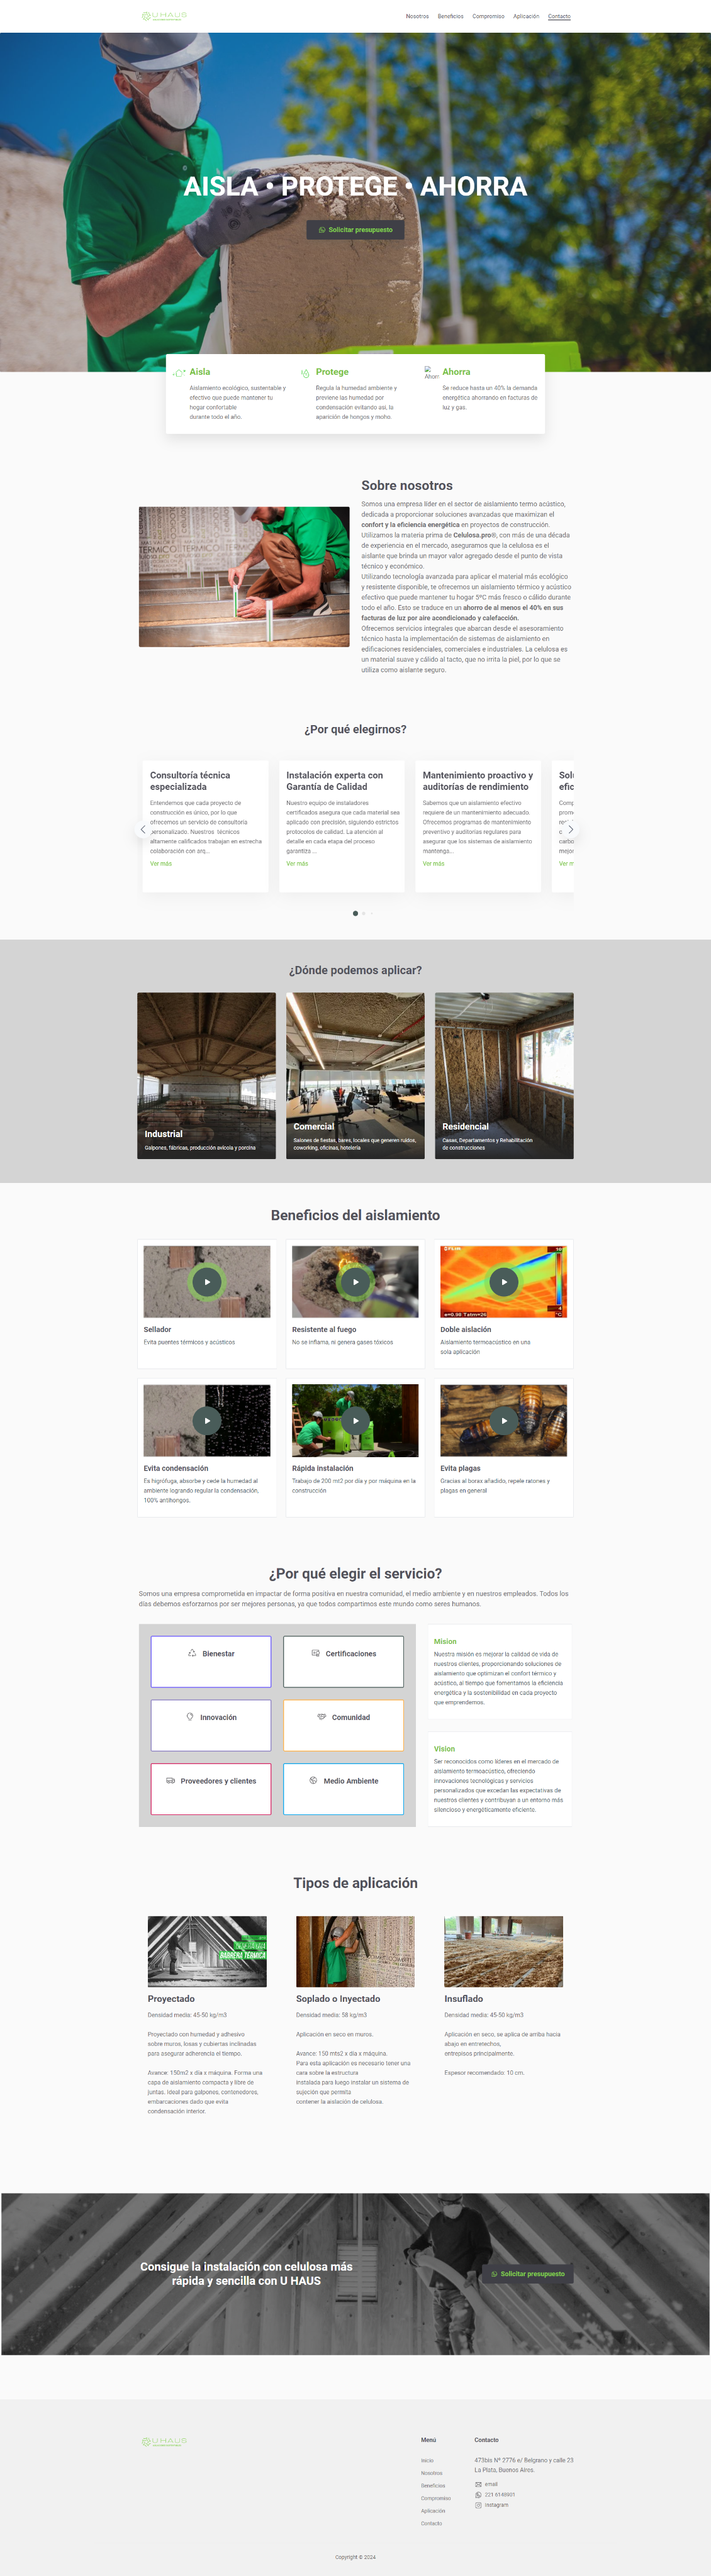 U HAUS
Nosotros Beneficios Compromiso Aplicación Contacto
AISLA • PROTEGE • AHORRA
Solicitar presupuesto
Aisla
Aislamiento ecológico, sustentable y
efectivo que puede mantener tu
hogar confortable
durante todo el año.
Protege
Regula la humedad ambiente y
previene las humedad por
condensación evitando así, la
aparición de hongos y moho.
Ahorra
Se reduce hasta un 40% la demanda
energética ahorrando en facturas de
luz y gas.
Sobre nosotros
Somos una empresa líder en el sector de aislamiento termo acústico,
dedicada a proporcionar soluciones avanzadas que maximizan el
confort y la eficiencia energética en proyectos de construcción.
Utilizamos la materia prima de Celulosa.pro®, con más de una década
de experiencia en el mercado, aseguramos que la celulosa es el
aislante que brinda un mayor valor agregado desde el punto de vista
técnico y económico.
Utilizando tecnología avanzada para aplicar el material más ecológico
y resistente disponible, te ofrecemos un aislamiento térmico y acústico
efectivo que puede mantener tu hogar 5ºC más fresco o cálido durante
todo el año. Esto se traduce en un ahorro de al menos el 40% en sus
facturas de luz por aire acondicionado y calefacción.
Ofrecemos servicios integrales que abarcan desde el asesoramiento
técnico hasta la implementación de sistemas de aislamiento en
edificaciones residenciales, comerciales e industriales. La celulosa es
un material suave y cálido al tacto, que no irrita la piel, por lo que se
utiliza como aislante seguro.
¿Por qué elegirnos?
Consultoría técnica
especializada
Entendemos que cada proyecto de
construcción es único, por lo que
ofrecemos un servicio de consultoría
personalizado. Nuestros técnicos
altamente calificados trabajan en estrecha
colaboración con arq...
Ver más
Instalación experta con
Garantía de Calidad
Nuestro equipo de instaladores
certificados asegura que cada material sea
aplicado con precisión, siguiendo estrictos
protocolos de calidad. La atención al
detalle en cada etapa del proceso
garantiza ...
Ver más
Mantenimiento proactivo y
auditorías de rendimiento
Sabemos que un aislamiento efectivo
requiere de un mantenimiento adecuado.
Ofrecemos programas de mantenimiento
preventivo y auditorías regulares para
asegurar que los sistemas de aislamiento
mantenga...
Ver más
¿Dónde podemos aplicar?
Industrial
Galpones, fábricas, producción avícola y porcina
Comercial
Salones de fiestas, bares, locales que generen ruidos,
coworking, oficinas, hotelería
Residencial
Casas, Departamentos y Rehabilitación
de construcciones
Beneficios del aislamiento
Sellador
Evita puentes térmicos y acústicos
Resistente al fuego
No se inflama, ni genera gases tóxicos
Doble aislación
Aislamiento termoacústico en una
sola aplicación
Evita condensación
Es higrófuga, absorbe y cede la humedad al
ambiente logrando regular la condensación,
100% antihongos.
Rápida instalación
Trabajo de 200 mt2 por día y por máquina en la
construcción
Evita plagas
Gracias al borax añadido, repele ratones y
plagas en general
¿Por qué elegir el servicio?
Somos una empresa comprometida en impactar de forma positiva en nuestra comunidad, el medio ambiente y en nuestros empleados. Todos los
días debemos esforzarnos por ser mejores personas, ya que todos compartimos este mundo como seres humanos.
Bienestar
Certificaciones
Innovación
Comunidad
Proveedores y clientes
Medio Ambiente
Mision
Nuestra misión es mejorar la calidad de vida de
nuestros clientes, proporcionando soluciones de
aislamiento que optimizan el confort térmico y
acústico, al tiempo que fomentamos la eficiencia
energética y la sostenibilidad en cada proyecto
que emprendemos.
Vision
Ser reconocidos como líderes en el mercado de
aislamiento termoacústico, ofreciendo
innovaciones tecnológicas y servicios
personalizados que excedan las expectativas de
nuestros clientes y contribuyan a un entorno más
silencioso y energéticamente eficiente.
Tipos de aplicación
BARRERA TÉRMICA
Proyectado
Densidad media: 45-50 kg/m3
Proyectado con humedad y adhesivo
sobre muros, losas y cubiertas inclinadas
para asegurar adherencia el tiempo.
Avance: 150m2 x día x máquina. Forma una
capa de aislamiento compacta y libre de
juntas. Ideal para galpones, contenedores,
embarcaciones dado que evita
condensación interior.
Soplado o Inyectado
Densidad media: 58 kg/m3
Aplicación en seco en muros.
Avance: 150 mts2 x día x máquina.
Para esta aplicación es necesario tener una
cara sobre la estructura
instalada para luego instalar un sistema de
sujeción que permita
contener la aislación de celulosa.
Insuflado
Densidad media: 45-50 kg/m3
Aplicación en seco, se aplica de arriba hacia
abajo en entretechos,
entrepisos principalmente.
Espesor recomendado: 10 cm.
Consigue la instalación con celulosa más
rápida y sencilla con U HAUS
Solicitar presupuesto
U HAUS
Menú
Inicio
Nosotros
Beneficios
Compromiso
Aplicación
Contacto
Contacto
473bis Nº 2776 e/ Belgrano y calle 23
La Plata, Buenos Aires.
email
instagram
Copyright © 2024